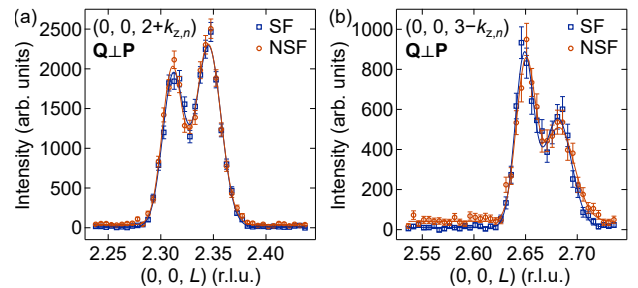 (a)
(0, 0, 2+k_{z,n})
Q⊥P
SF
NSF
Intensity (arb. units)
2500
2000
1500
1000
500
0
2.25
2.30
2.35
2.40
(0, 0, L) (r.l.u.)
(b)
(0, 0, 3−k_{z,n})
Q⊥P
SF
NSF
Intensity (arb. units)
1000
800
600
400
200
0
2.55
2.60
2.65
2.70
(0, 0, L) (r.l.u.)